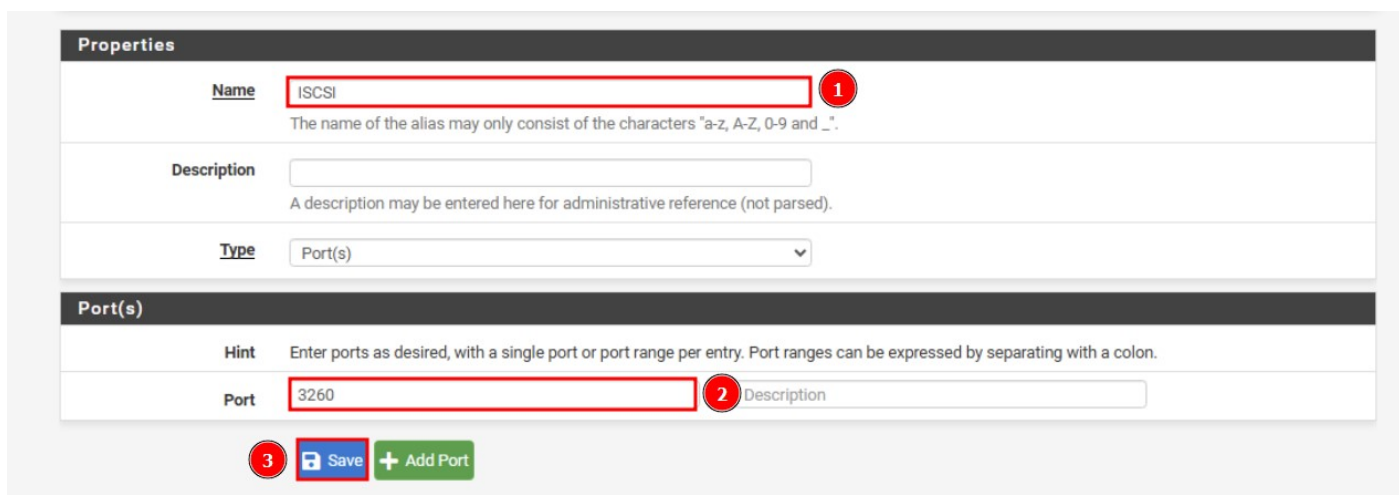 Properties
Name ISCSI 1
The name of the alias may only consist of the characters "a-z, A-Z, 0-9 and _".
Description
A description may be entered here for administrative reference (not parsed).
Type Port(s)
Port(s)
Hint Enter ports as desired, with a single port or port range per entry. Port ranges can be expressed by separating with a colon.
Port 3260 2 Description
3 Save + Add Port